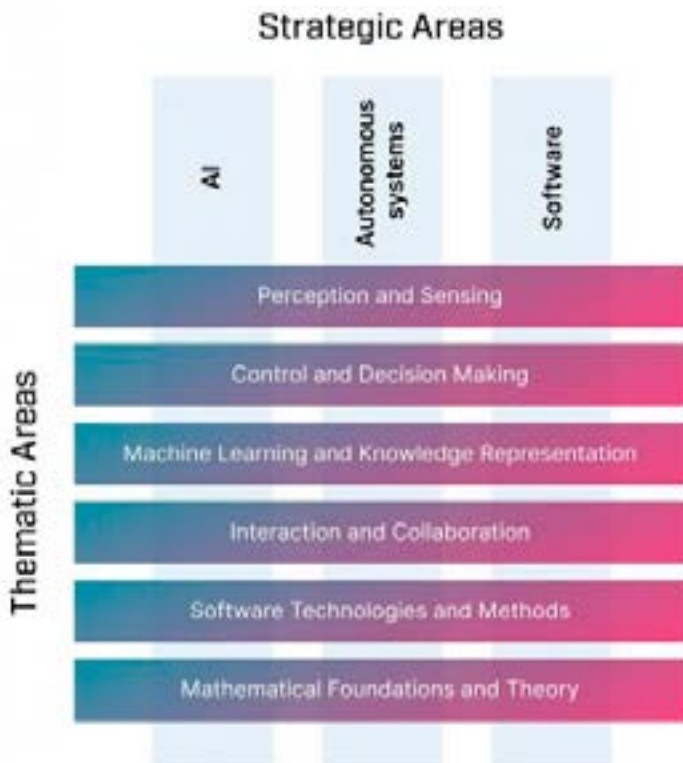 Strategic Areas
AI
Autonomous
systems
Software
Thematic Areas
Perception and Sensing
Control and Decision Making
Machine Learning and Knowledge Representation
Interaction and Collaboration
Software Technologies and Methods
Mathematical Foundations and Theory